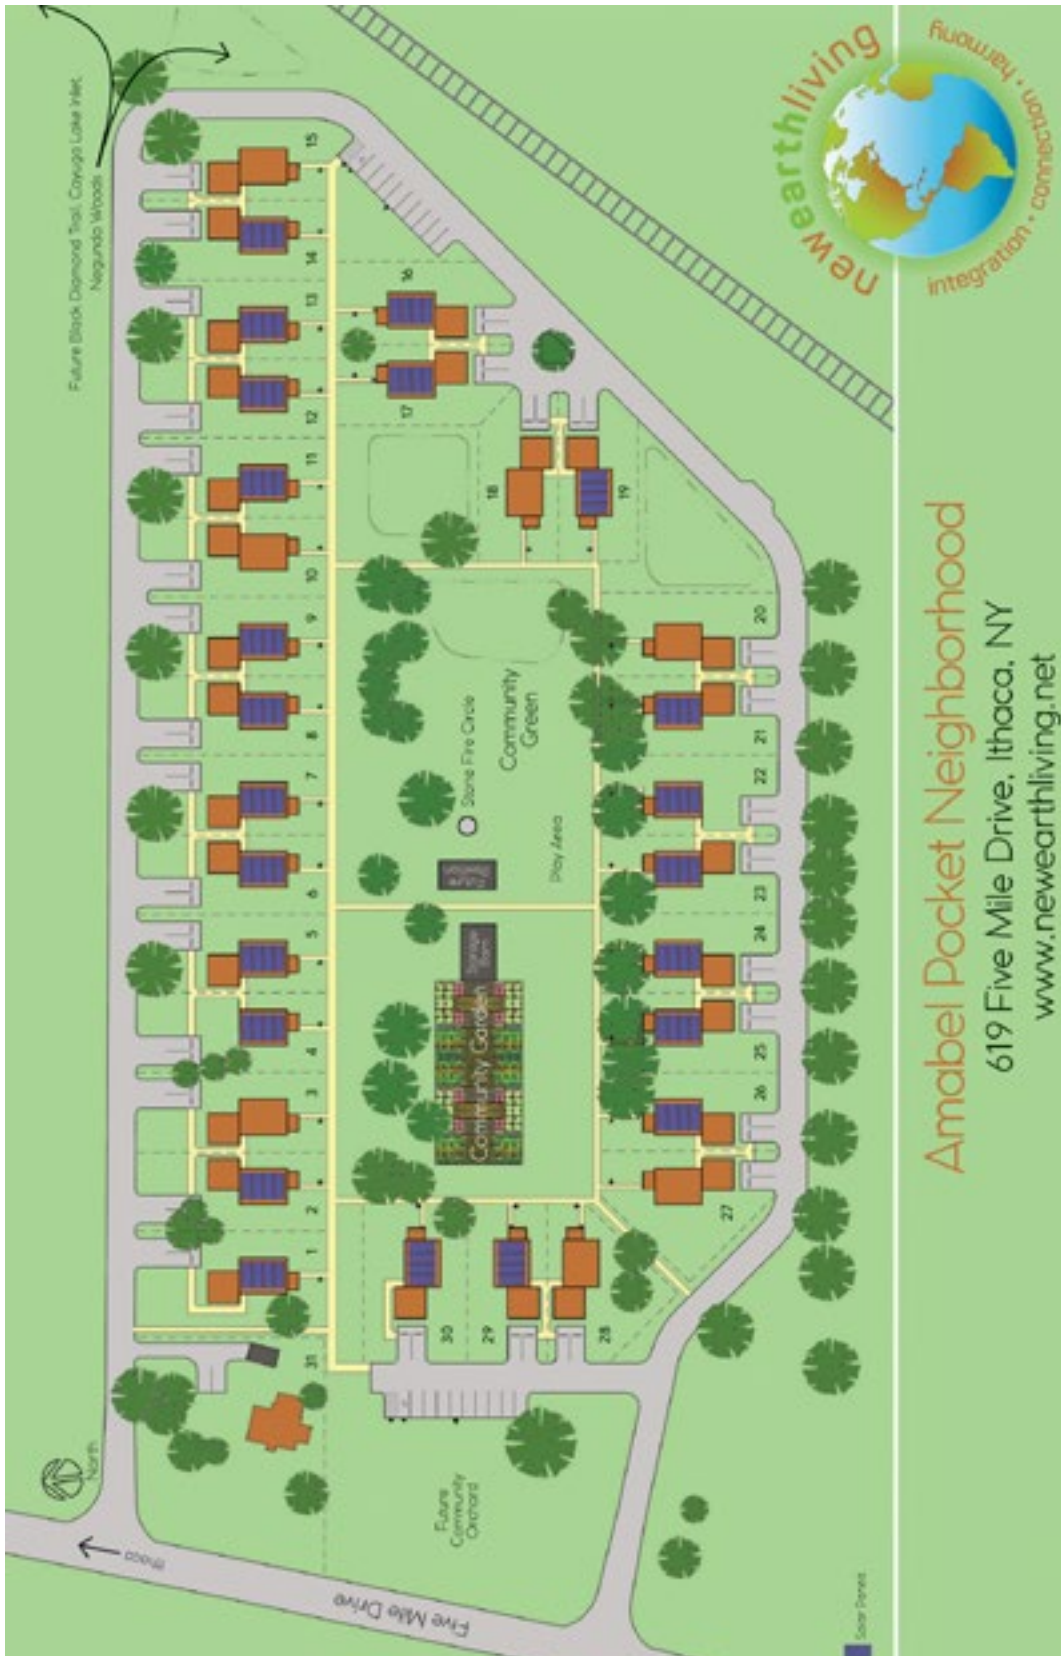 Amabel Pocket Neighborhood
619 Five Mile Drive, Ithaca, NY
www.newearthliving.net
newearthliving
integration • connection • harmony
Future Black Diamond Trail, Cayuga Lake Inlet,
Negundo Woods
North
Ithaca
Five Mile Drive
Future
Community
Orchard
Community Garden
Storage
Barn
Play Area
Stone Fire Circle
Community
Green
Solar Panels
1
2
3
4
5
6
7
8
9
10
11
12
13
14
15
16
17
18
19
20
21
22
23
24
25
26
27
28
29
30
31